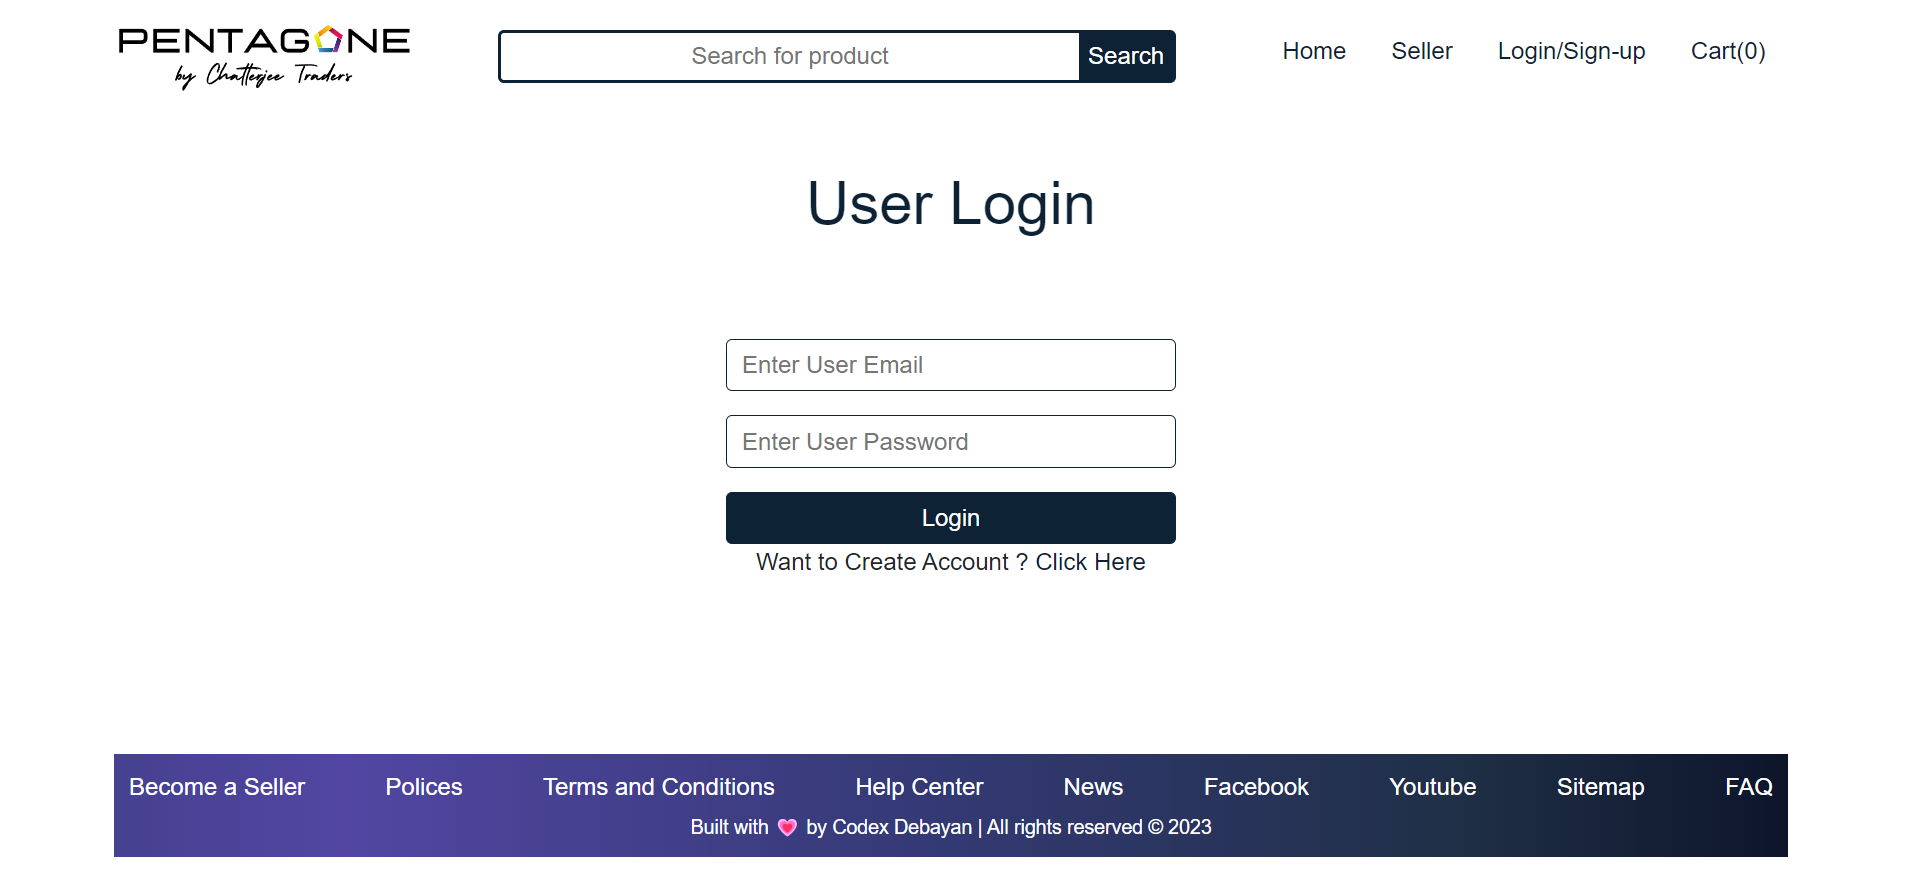 PENTAGONE
by Chatterjee Traders
Search for product
Search
Home Seller Login/Sign-up Cart(0)
User Login
Enter User Email
Enter User Password
Login
Want to Create Account ? Click Here
Become a Seller Polices Terms and Conditions Help Center News Facebook Youtube Sitemap FAQ
Built with 💗 by Codex Debayan | All rights reserved © 2023